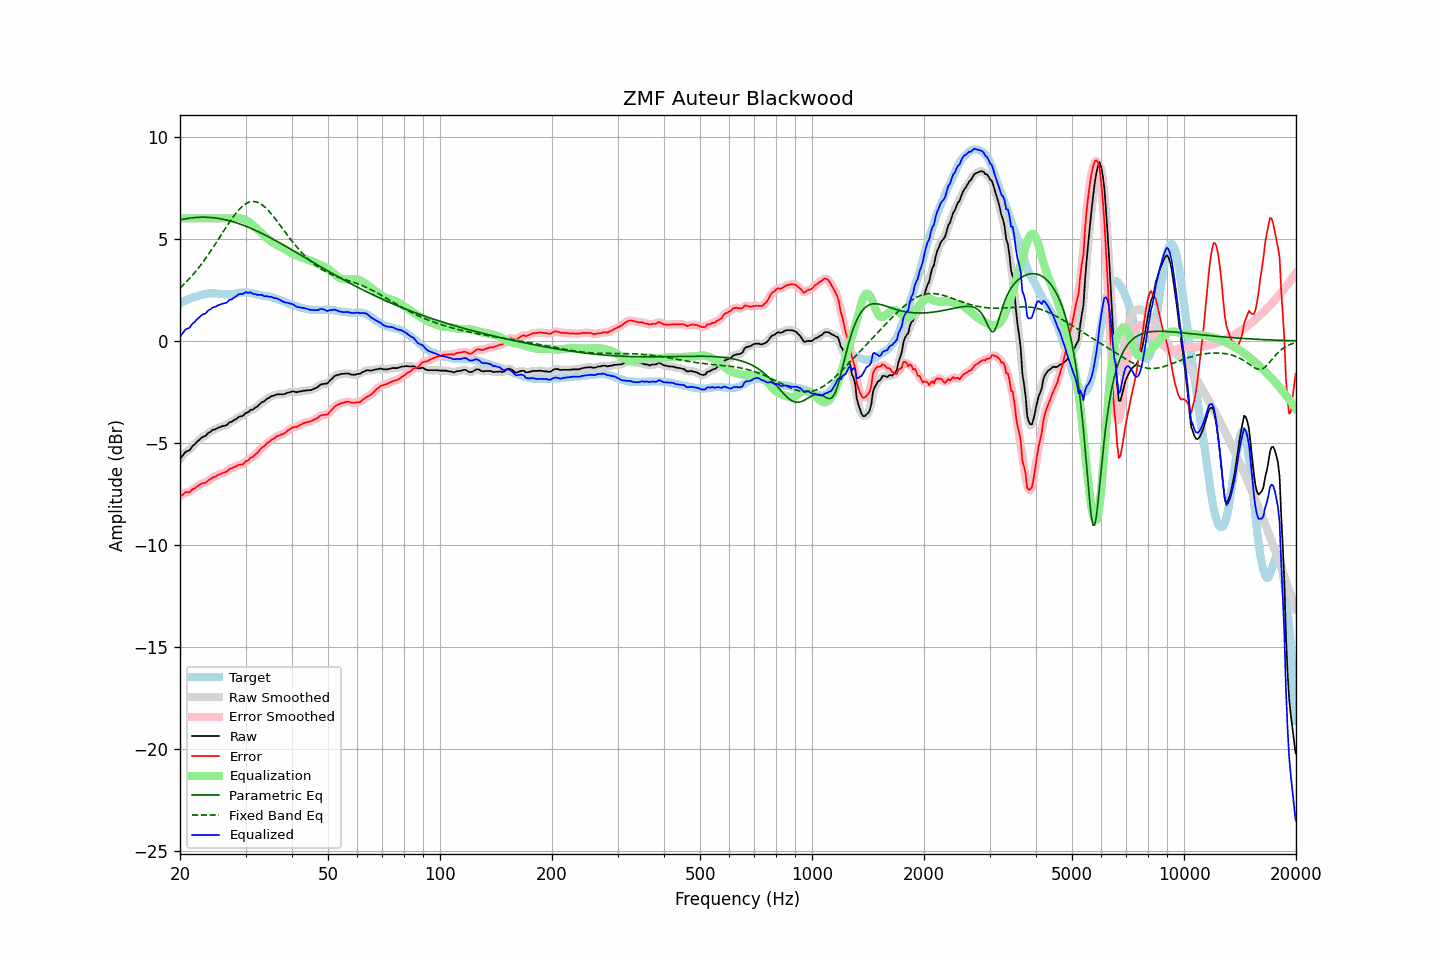 ZMF Auteur Blackwood
10
5
0
−5
−10
−15
−20
−25
Amplitude (dBr)
Target
Raw Smoothed
Error Smoothed
Raw
Error
Equalization
Parametric Eq
Fixed Band Eq
Equalized
20 50 100 200 500 1000 2000 5000 10000 20000
Frequency (Hz)